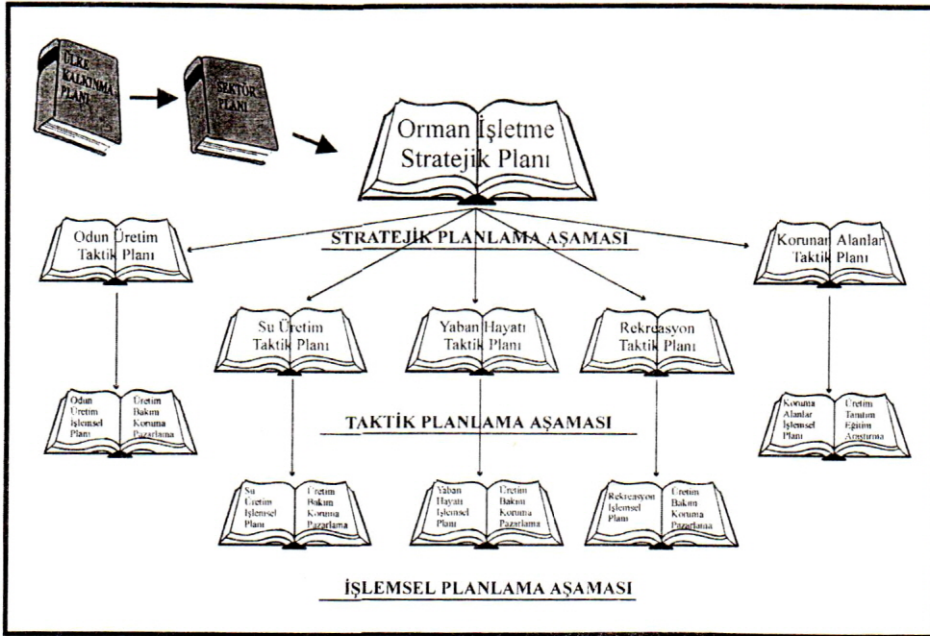 ÜLKE
KALKINMA
PLANI
SEKTÖR
PLANI
Orman İşletme
Stratejik Planı
STRATEJİK PLANLAMA AŞAMASI
Odun Üretim
Taktik Planı
Korunan Alanlar
Taktik Planı
Su Üretim
Taktik Planı
Yaban Hayatı
Taktik Planı
Rekreasyon
Taktik Planı
Odun
Üretim
İşlemsel
Planı
Üretim
Bakım
Koruma
Pazarlama
TAKTİK PLANLAMA AŞAMASI
Koruma
Alanlar
İşlemsel
Planı
Üretim
Tanıtım
Eğitim
Araştırma
Su
Üretim
İşlemsel
Planı
Üretim
Bakım
Koruma
Pazarlama
Yaban
Hayatı
İşlemsel
Planı
Üretim
Bakım
Koruma
Pazarlama
Rekreasyon
İşlemsel
Planı
Üretim
Bakım
Koruma
Pazarlama
İŞLEMSEL PLANLAMA AŞAMASI